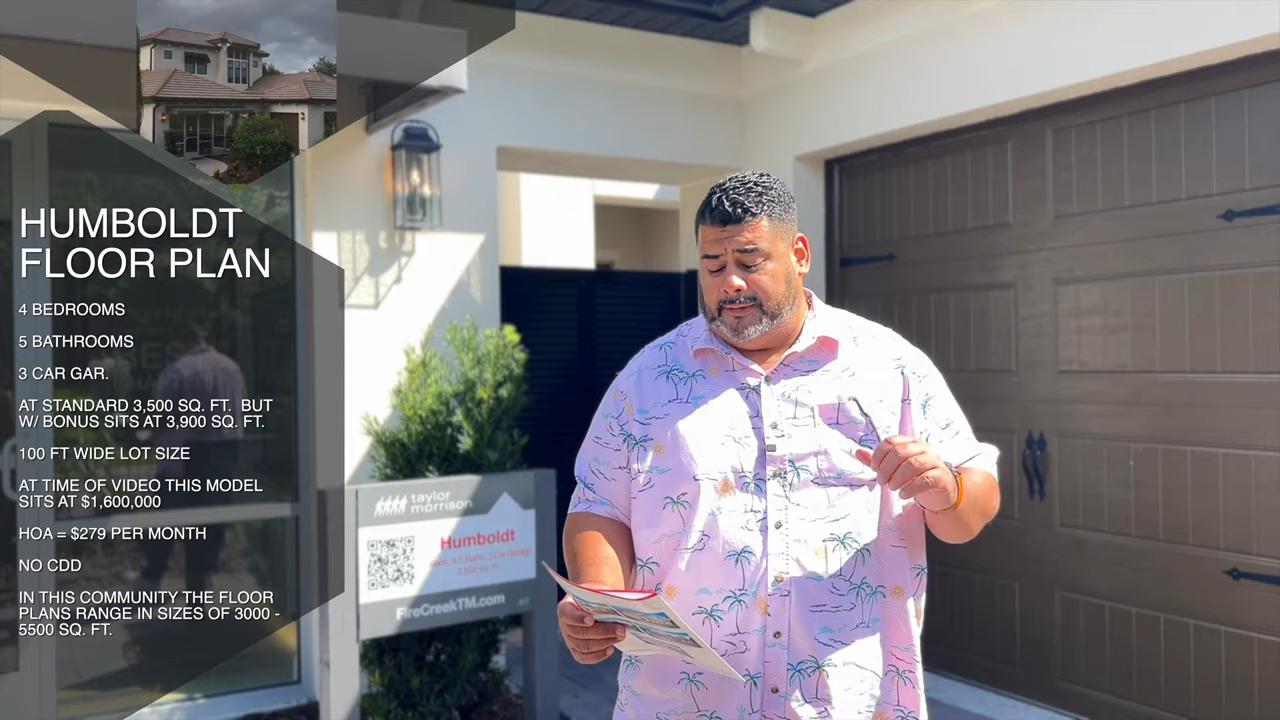 HUMBOLDT
FLOOR PLAN
4 BEDROOMS
5 BATHROOMS
3 CAR GAR.
AT STANDARD 3,500 SQ. FT. BUT
W/ BONUS SITS AT 3,900 SQ. FT.
100 FT WIDE LOT SIZE
AT TIME OF VIDEO THIS MODEL
SITS AT $1,600,000
HOA = $279 PER MONTH
NO CDD
IN THIS COMMUNITY THE FLOOR
PLANS RANGE IN SIZES OF 3000 -
5500 SQ. FT.
taylor
morrison
Humboldt
Baths, 3 Car Garage
FireCreekTM.com